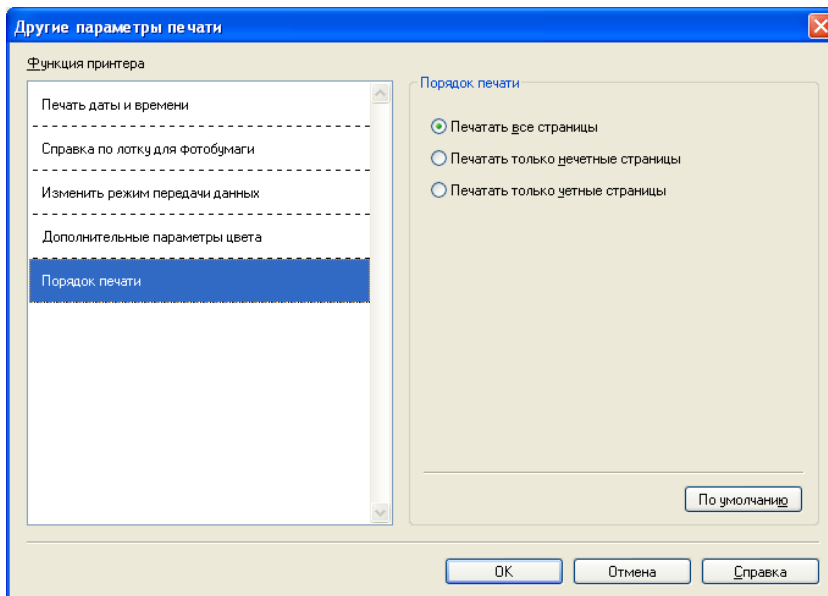 Другие параметры печати
Функция принтера
Печать даты и времени
Справка по лотку для фотобумаги
Изменить режим передачи данных
Дополнительные параметры цвета
Порядок печати
Порядок печати
Печатать все страницы
Печатать только нечетные страницы
Печатать только четные страницы
По умолчанию
ОК
Отмена
Справка